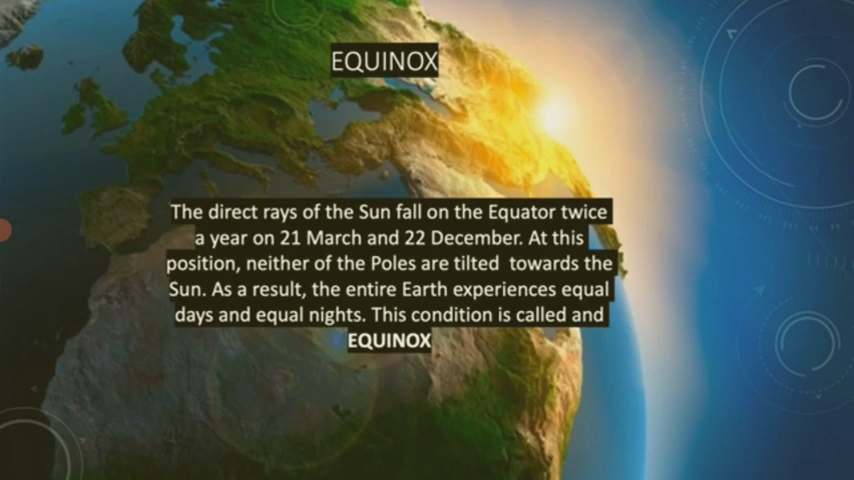 EQUINOX
The direct rays of the Sun fall on the Equator twice
a year on 21 March and 22 December. At this
position, neither of the Poles are tilted towards the
Sun. As a result, the entire Earth experiences equal
days and equal nights. This condition is called and
EQUINOX